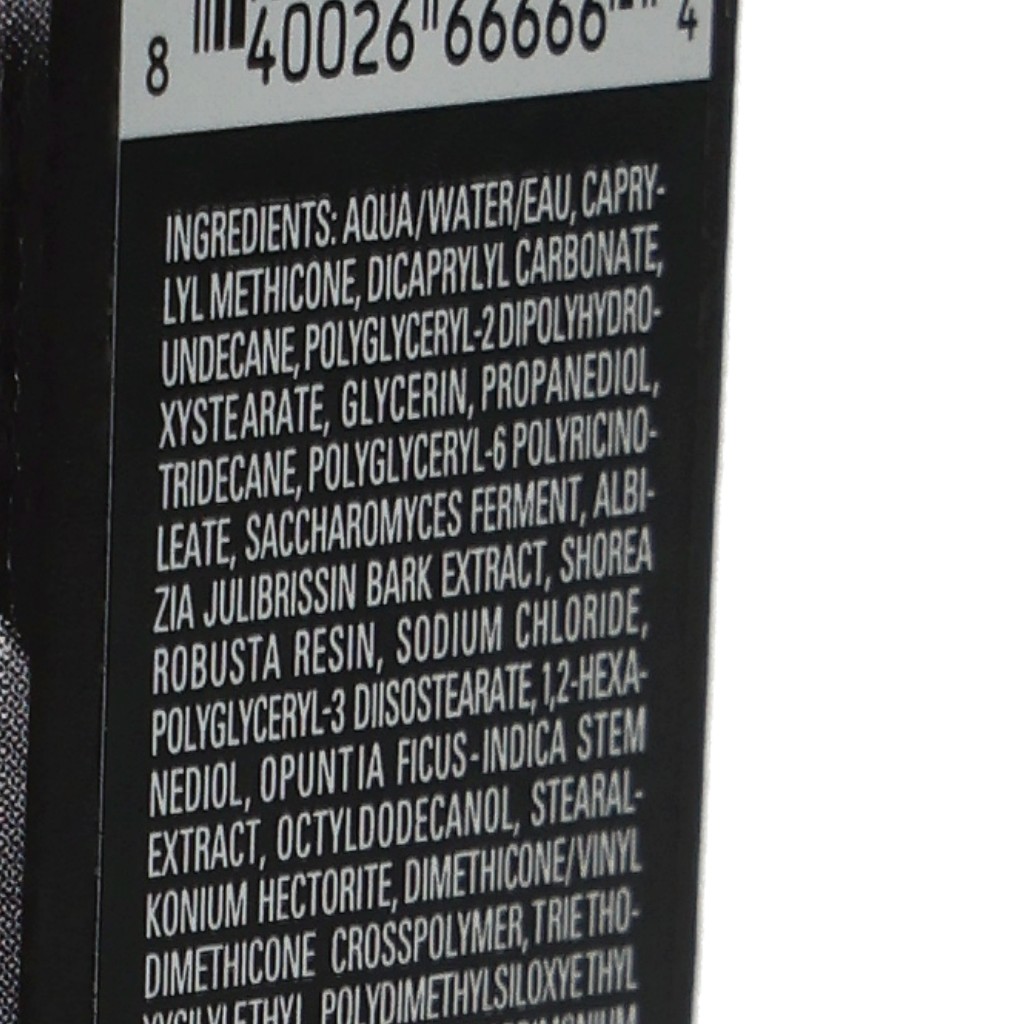 8 40026 66666 4
INGREDIENTS: AQUA/WATER/EAU, CAPRY-
LYL METHICONE, DICAPRYLYL CARBONATE,
UNDECANE, POLYGLYCERYL-2 DIPOLYHYDRO-
XYSTEARATE, GLYCERIN, PROPANEDIOL,
TRIDECANE, POLYGLYCERYL-6 POLYRICINO-
LEATE, SACCHAROMYCES FERMENT, ALBI-
ZIA JULIBRISSIN BARK EXTRACT, SHOREA
ROBUSTA RESIN, SODIUM CHLORIDE,
POLYGLYCERYL-3 DIISOSTEARATE, 1,2-HEXA-
NEDIOL, OPUNTIA FICUS-INDICA STEM
EXTRACT, OCTYLDODECANOL, STEARAL-
KONIUM HECTORITE, DIMETHICONE/VINYL
DIMETHICONE CROSSPOLYMER, TRIETHO-
XYSILYLETHYL POLYDIMETHYLSILOXYETHYL